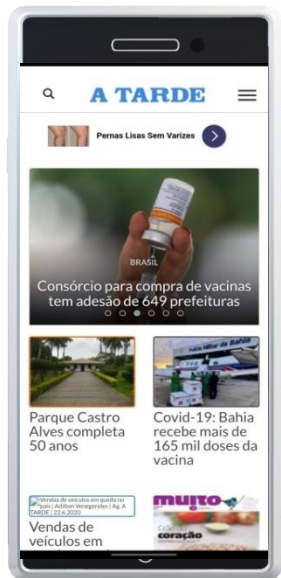 A TARDE
Pernas Lisas Sem Varizes
BRASIL
Consórcio para compra de vacinas
tem adesão de 649 prefeituras
Parque Castro
Alves completa
50 anos
Covid-19: Bahia
recebe mais de
165 mil doses da
vacina
Vendas de veículos em queda no
país | Adilton Venegeroles | Ag. A
TARDE | 22.6.2020
Vendas de
veículos em
muito
coração